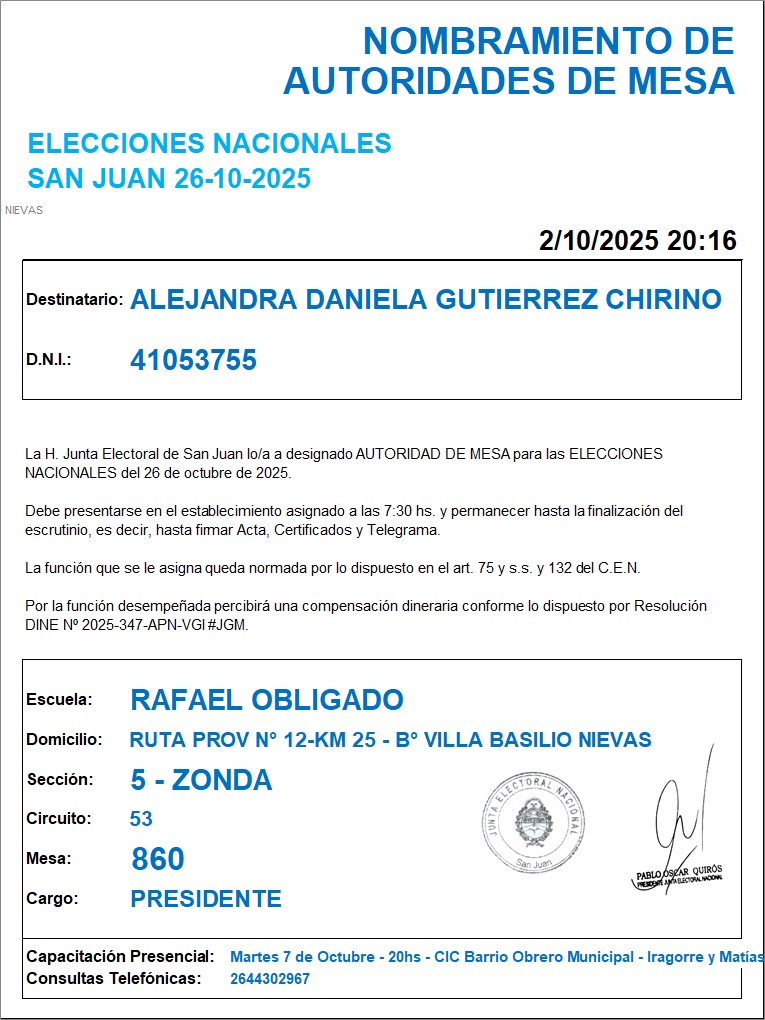 NOMBRAMIENTO DE
AUTORIDADES DE MESA
ELECCIONES NACIONALES
SAN JUAN 26-10-2025
NIEVAS
2/10/2025 20:16
Destinatario: ALEJANDRA DANIELA GUTIERREZ CHIRINO
D.N.I.: 41053755
La H. Junta Electoral de San Juan lo/a a designado AUTORIDAD DE MESA para las ELECCIONES
NACIONALES del 26 de octubre de 2025.
Debe presentarse en el establecimiento asignado a las 7:30 hs. y permanecer hasta la finalización del
escrutinio, es decir, hasta firmar Acta, Certificados y Telegrama.
La función que se le asigna queda normada por lo dispuesto en el art. 75 y s.s. y 132 del C.E.N.
Por la función desempeñada percibirá una compensación dineraria conforme lo dispuesto por Resolución
DINE Nº 2025-347-APN-VGI#JGM.
Escuela: RAFAEL OBLIGADO
Domicilio: RUTA PROV N° 12-KM 25 - B° VILLA BASILIO NIEVAS
Sección: 5 - ZONDA
Circuito: 53
Mesa: 860
Cargo: PRESIDENTE
JUNTA ELECTORAL NACIONAL
San Juan
PABLO OSCAR QUIRÓS
PRESIDENTE JUNTA ELECTORAL NACIONAL
Capacitación Presencial: Martes 7 de Octubre - 20hs - CIC Barrio Obrero Municipal - Iragorre y Matías
Consultas Telefónicas: 2644302967